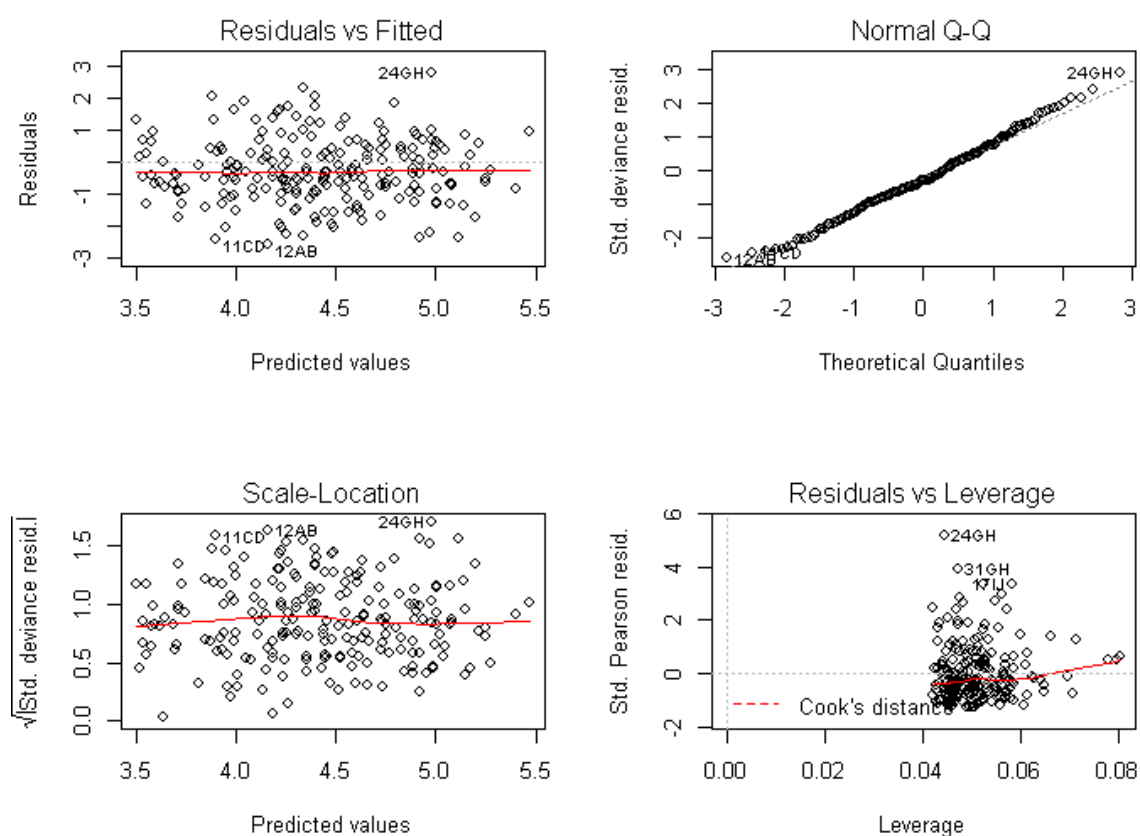 Residuals vs Fitted
Residuals
3
1
-1
-3
24GH
11CD
12AB
3.5 4.0 4.5 5.0 5.5
Predicted values
Normal Q-Q
Std. deviance resid.
3
2
1
0
-2
24GH
12AB
11CD
-3 -2 -1 0 1 2 3
Theoretical Quantiles
Scale-Location
√|Std. deviance resid.|
1.5
1.0
0.5
0.0
11CD
12AB
24GH
3.5 4.0 4.5 5.0 5.5
Predicted values
Residuals vs Leverage
Std. Pearson resid.
6
4
2
0
-2
24GH
31GH
17IJ
Cook's distance
0.00 0.02 0.04 0.06 0.08
Leverage